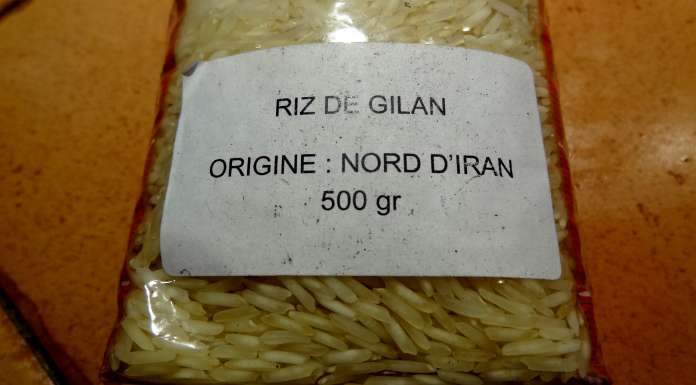 RIZ DE GILAN
ORIGINE : NORD D'IRAN
500 gr